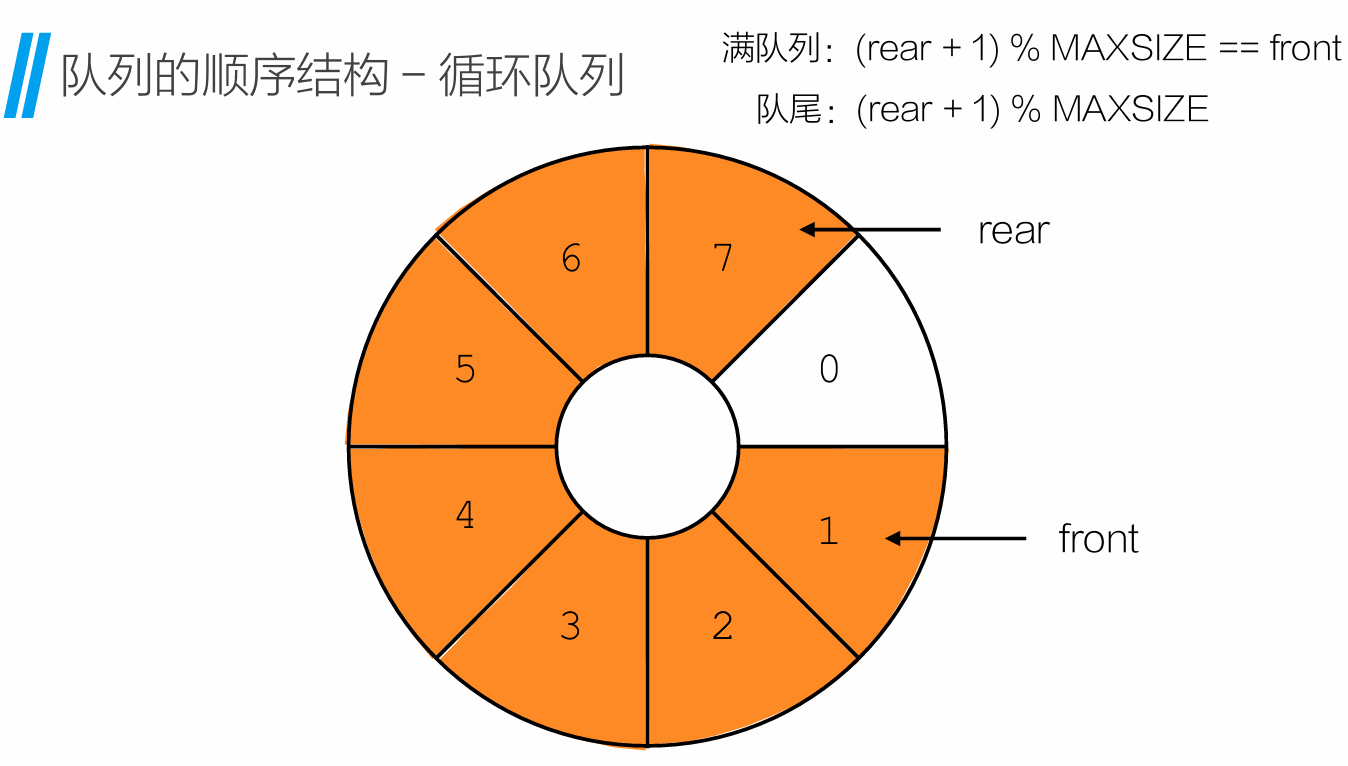 队列的顺序结构 – 循环队列
满队列：(rear + 1) % MAXSIZE == front
队尾：(rear + 1) % MAXSIZE
rear
6
7
5
0
4
1
front
3
2